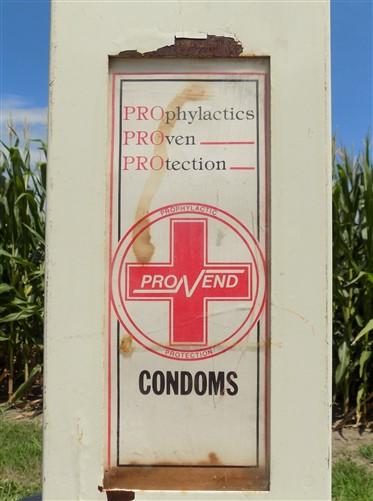 PROphylactics
PROven
PROtection
PROPHYLACTIC
PROVEND
PROTECTION
CONDOMS